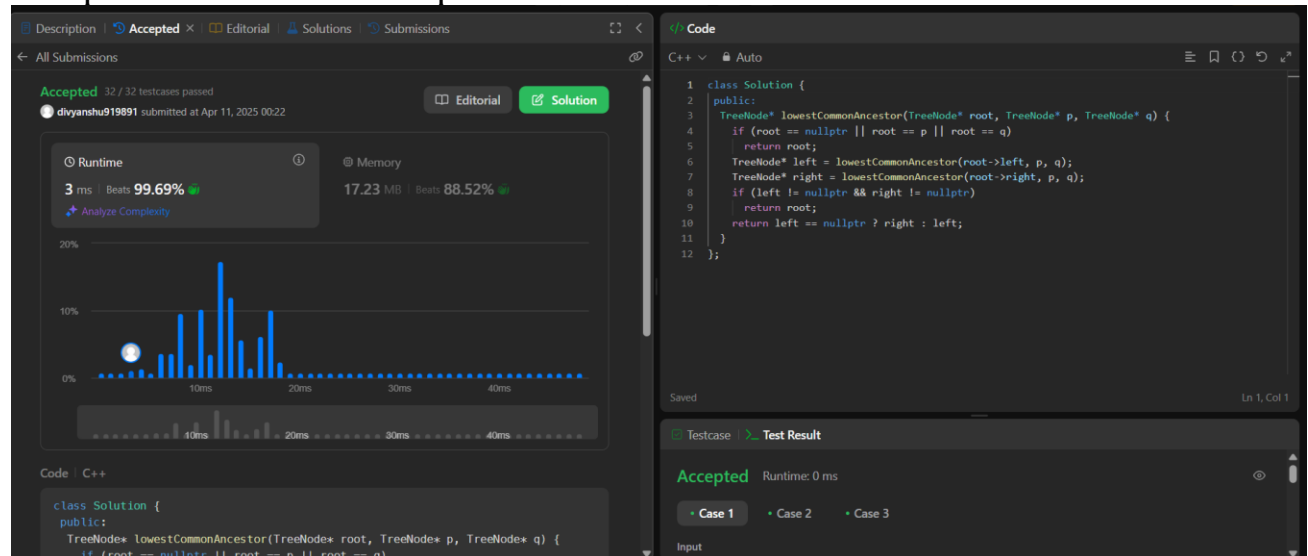 Description | Accepted × | Editorial | Solutions | Submissions
All Submissions
Accepted 32 / 32 testcases passed
divyanshu919891 submitted at Apr 11, 2025 00:22
Editorial
Solution
Runtime
3 ms | Beats 99.69%
Analyze Complexity
Memory
17.23 MB | Beats 88.52%
20%
10%
0%
10ms 20ms 30ms 40ms
10ms 20ms 30ms 40ms
Code | C++
class Solution {
public:
TreeNode* lowestCommonAncestor(TreeNode* root, TreeNode* p, TreeNode* q) {
if (root == nullptr || root == p || root == q)
</> Code
C++ Auto
1 class Solution {
2 public:
3 TreeNode* lowestCommonAncestor(TreeNode* root, TreeNode* p, TreeNode* q) {
4 if (root == nullptr || root == p || root == q)
5 return root;
6 TreeNode* left = lowestCommonAncestor(root->left, p, q);
7 TreeNode* right = lowestCommonAncestor(root->right, p, q);
8 if (left != nullptr && right != nullptr)
9 return root;
10 return left == nullptr ? right : left;
11 }
12 };
Saved
Ln 1, Col 1
Testcase | >_ Test Result
Accepted Runtime: 0 ms
• Case 1 • Case 2 • Case 3
Input